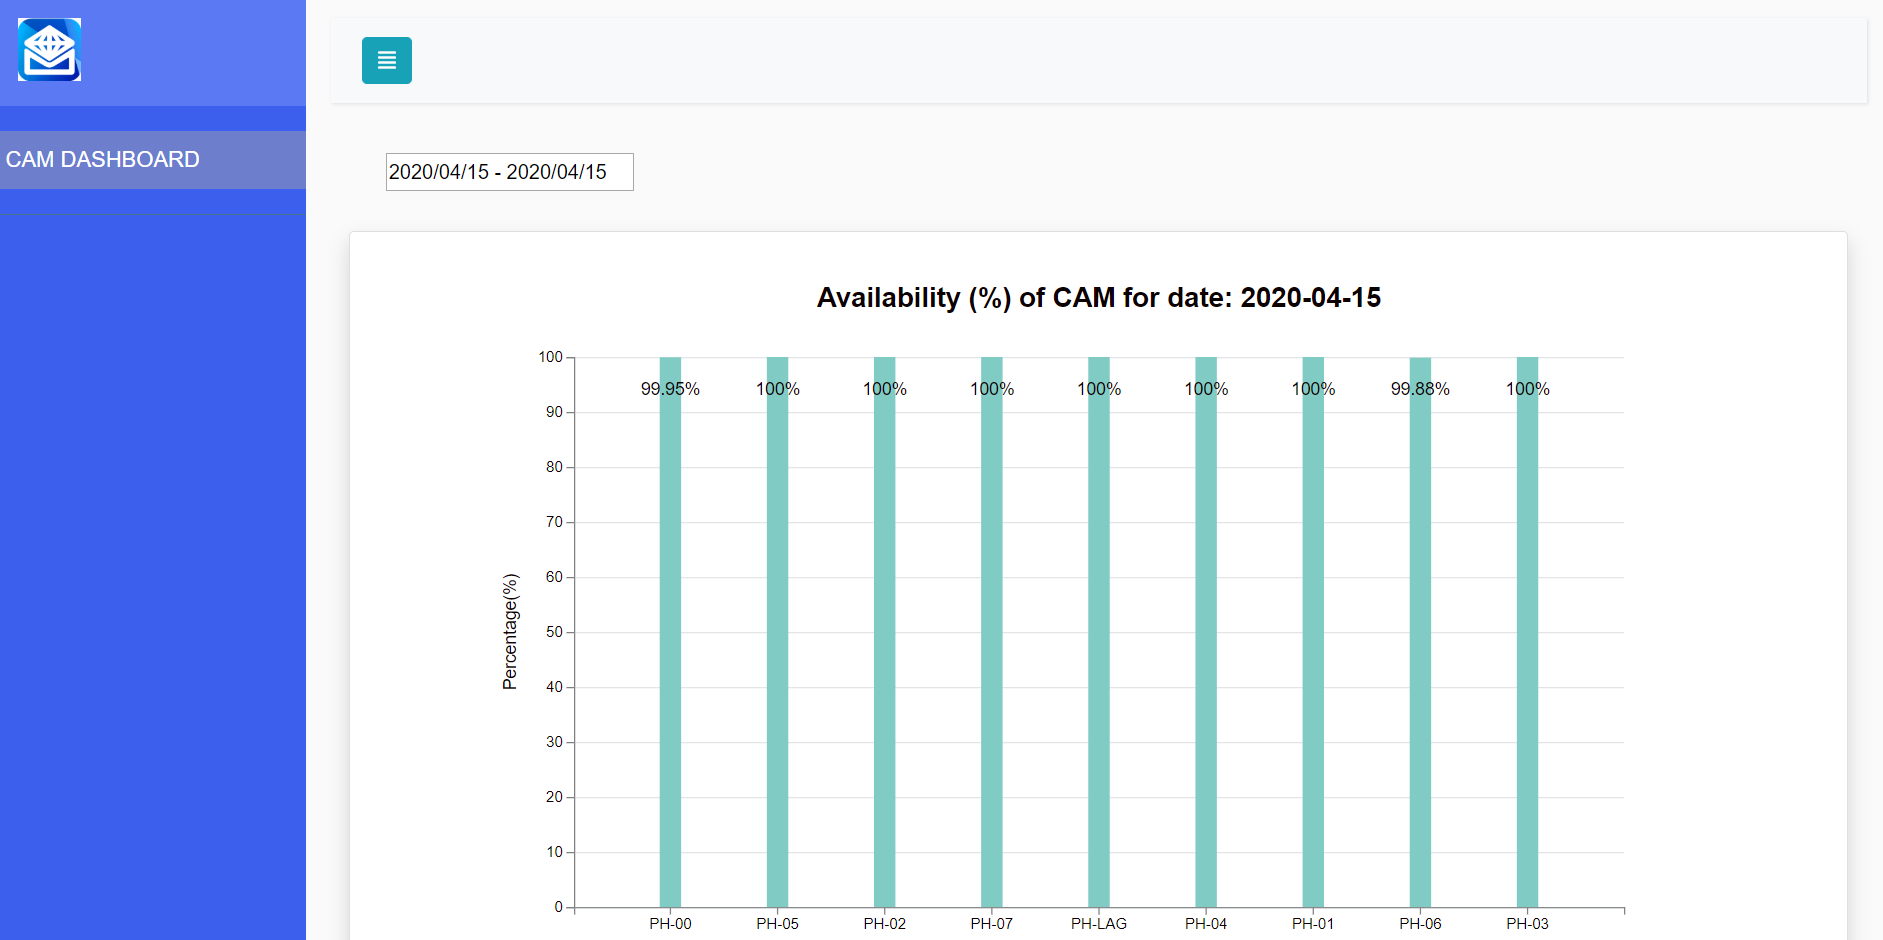 CAM DASHBOARD
2020/04/15 - 2020/04/15
Availability (%) of CAM for date: 2020-04-15
100
99.95% 100% 100% 100% 100% 100% 100% 99.88% 100%
90
80
70
60
Percentage(%)
50
40
30
20
10
0
PH-00 PH-05 PH-02 PH-07 PH-LAG PH-04 PH-01 PH-06 PH-03